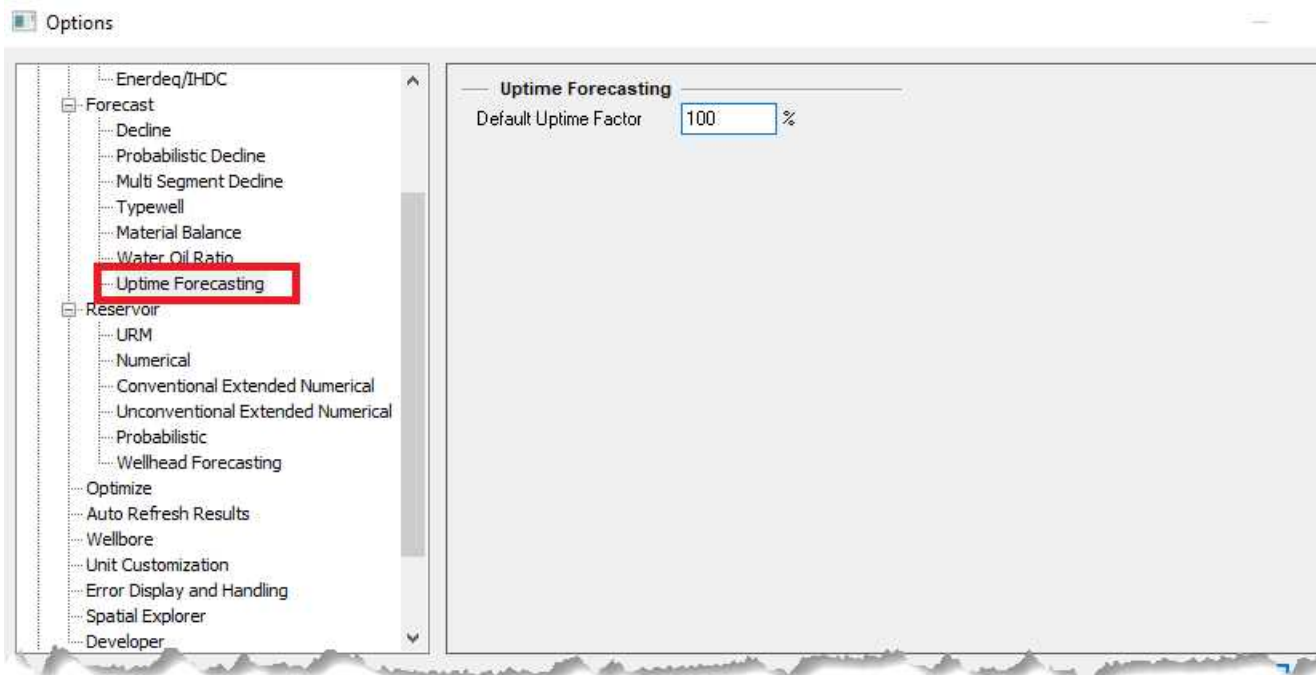 Options
Enerdeq/IHDC
Forecast
Decline
Probabilistic Decline
Multi Segment Decline
Typewell
Material Balance
Water Oil Ratio
Uptime Forecasting
Reservoir
URM
Numerical
Conventional Extended Numerical
Unconventional Extended Numerical
Probabilistic
Wellhead Forecasting
Optimize
Auto Refresh Results
Wellbore
Unit Customization
Error Display and Handling
Spatial Explorer
Developer
Uptime Forecasting
Default Uptime Factor 100 %